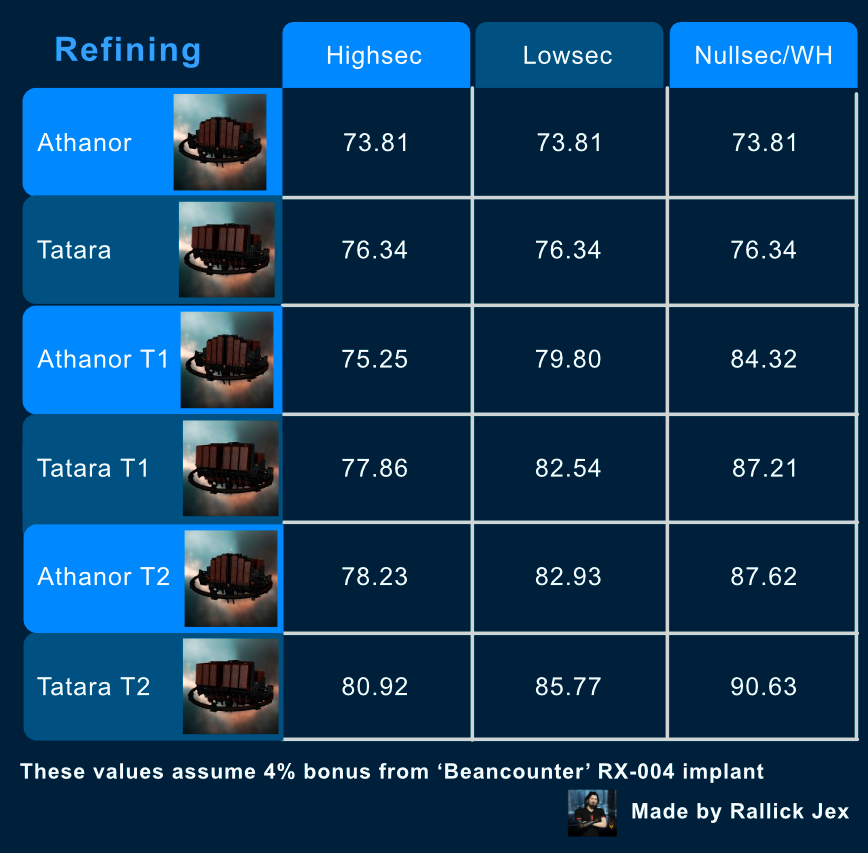 Refining Highsec Lowsec Nullsec/WH
Athanor 73.81 73.81 73.81
Tatara 76.34 76.34 76.34
Athanor T1 75.25 79.80 84.32
Tatara T1 77.86 82.54 87.21
Athanor T2 78.23 82.93 87.62
Tatara T2 80.92 85.77 90.63
These values assume 4% bonus from ‘Beancounter’ RX-004 implant
Made by Rallick Jex